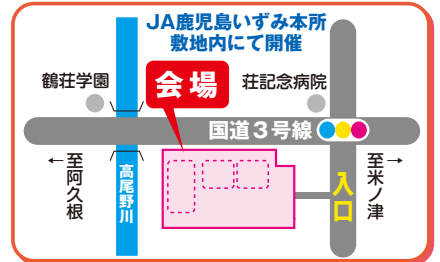 JA鹿児島いずみ本所
敷地内にて開催
鶴荘学園
会場
荘記念病院
国道3号線
←至阿久根
高尾野川
入口
至米ノ津→